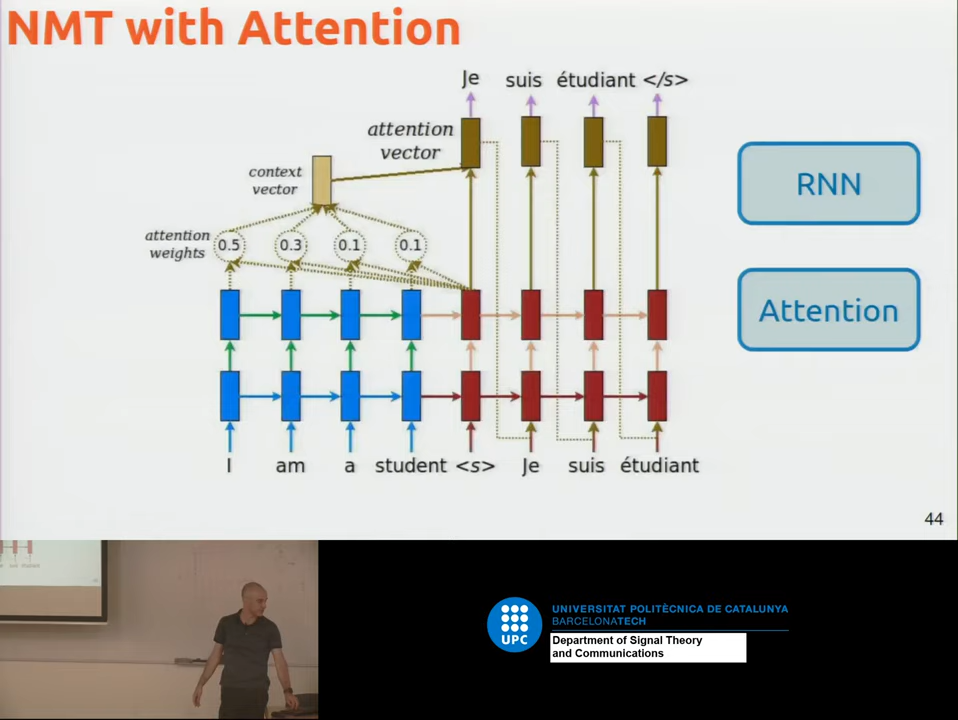 NMT with Attention
Je suis étudiant </s>
attention
vector
context
vector
attention
weights
0.5 0.3 0.1 0.1
I am a student <s> Je suis étudiant
RNN
Attention
44
UPC
UNIVERSITAT POLITÈCNICA DE CATALUNYA
BARCELONATECH
Department of Signal Theory
and Communications